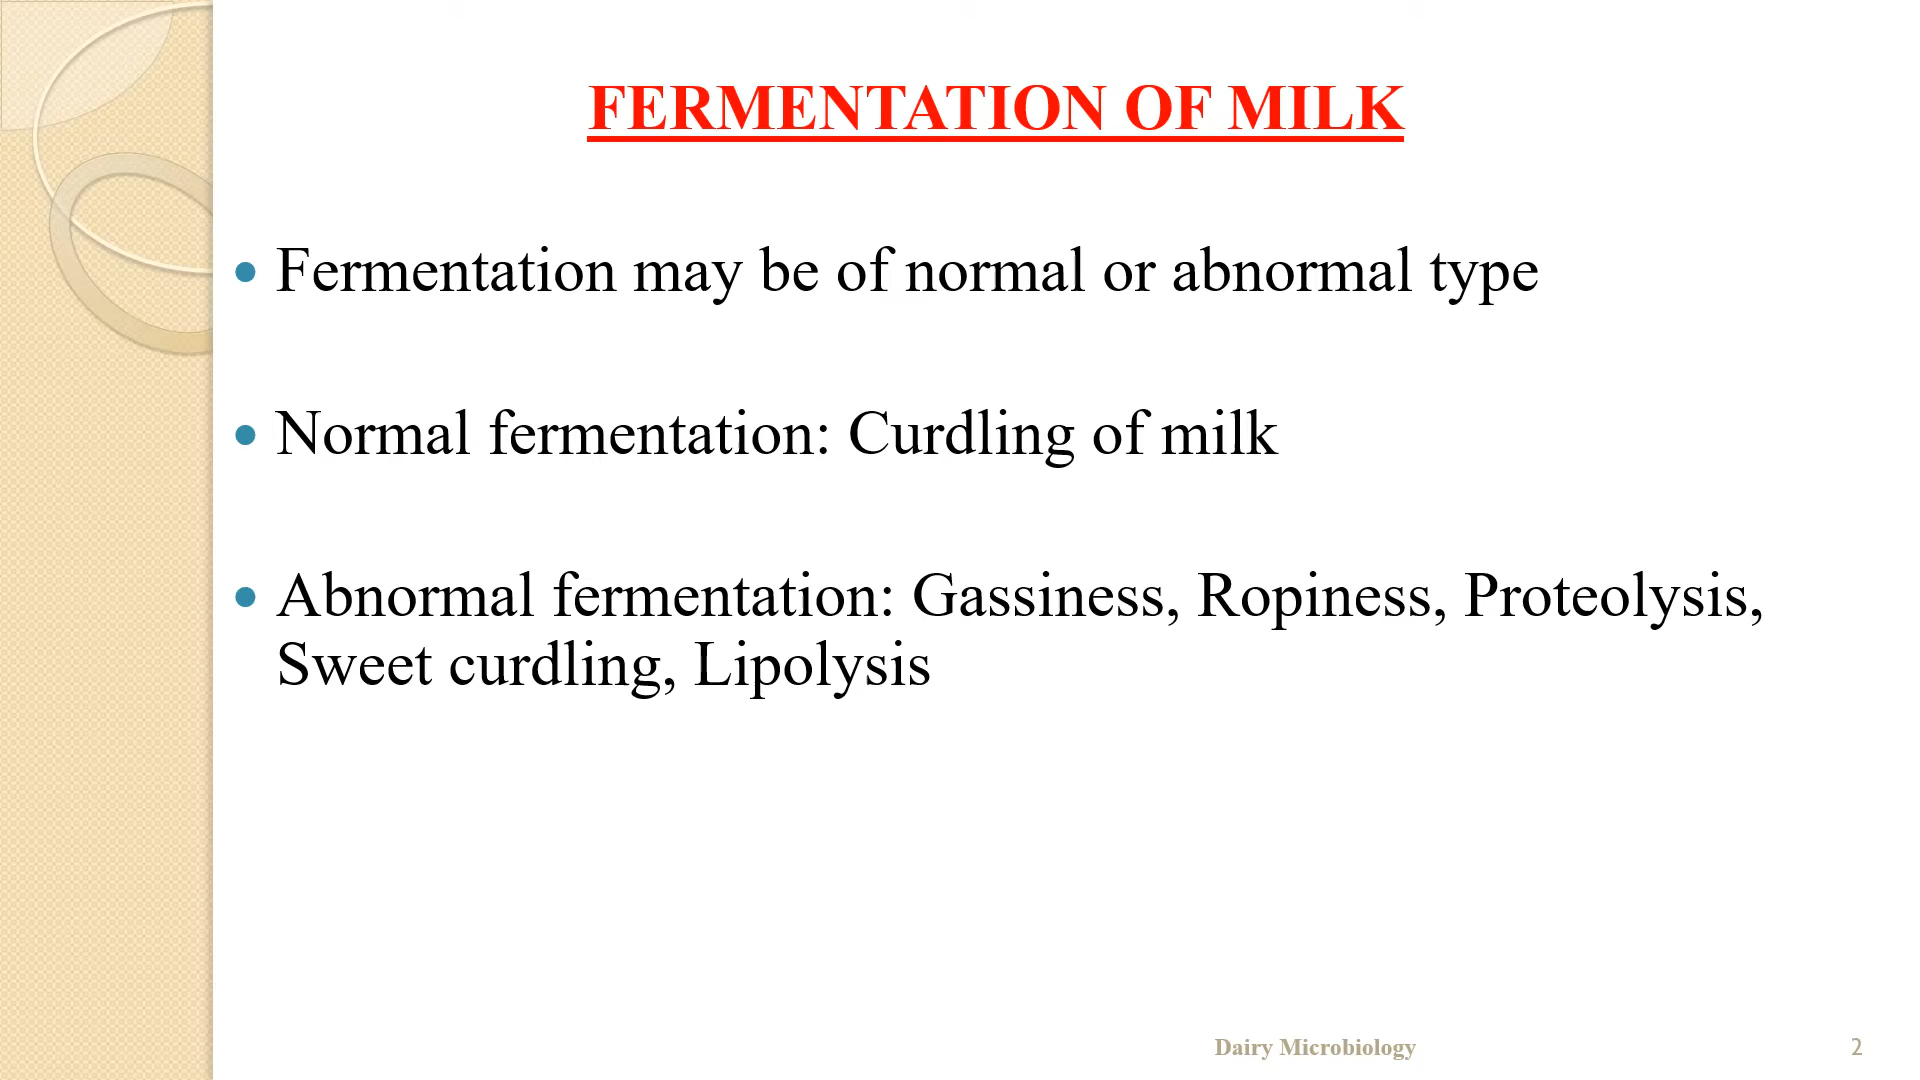 FERMENTATION OF MILK
• Fermentation may be of normal or abnormal type
• Normal fermentation: Curdling of milk
• Abnormal fermentation: Gassiness, Ropiness, Proteolysis,
Sweet curdling, Lipolysis
Dairy Microbiology
2